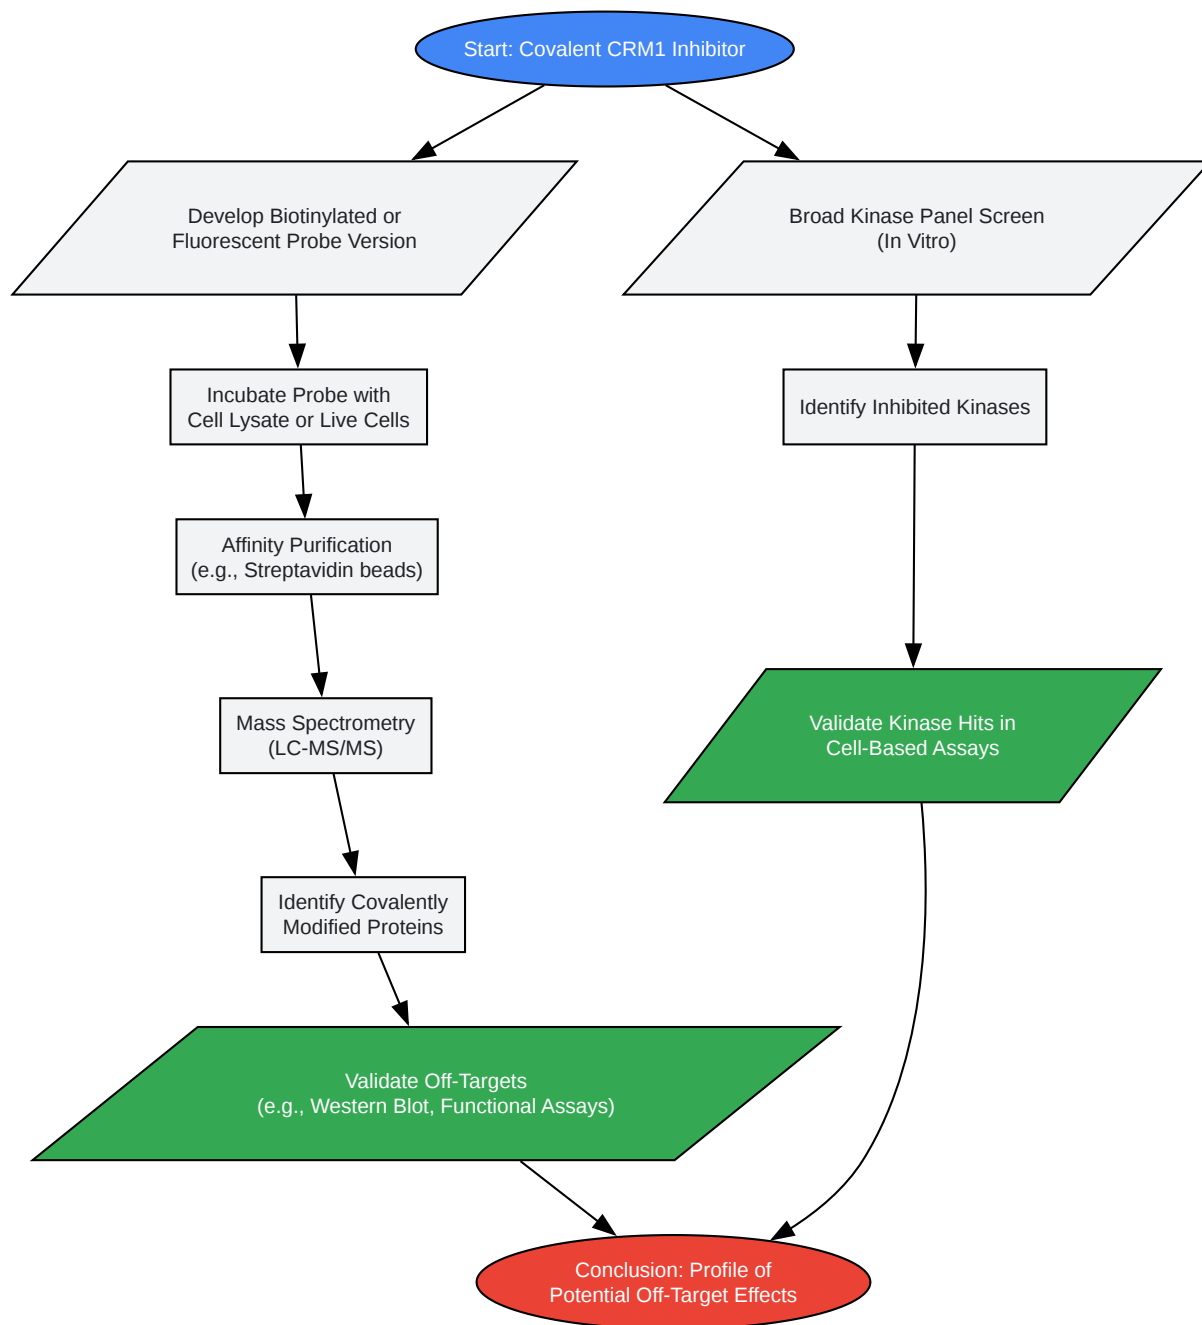 Start: Covalent CRM1 Inhibitor
Develop Biotinylated or
Fluorescent Probe Version
Broad Kinase Panel Screen
(In Vitro)
Incubate Probe with
Cell Lysate or Live Cells
Identify Inhibited Kinases
Affinity Purification
(e.g., Streptavidin beads)
Mass Spectrometry
(LC-MS/MS)
Validate Kinase Hits in
Cell-Based Assays
Identify Covalently
Modified Proteins
Validate Off-Targets
(e.g., Western Blot, Functional Assays)
Conclusion: Profile of
Potential Off-Target Effects